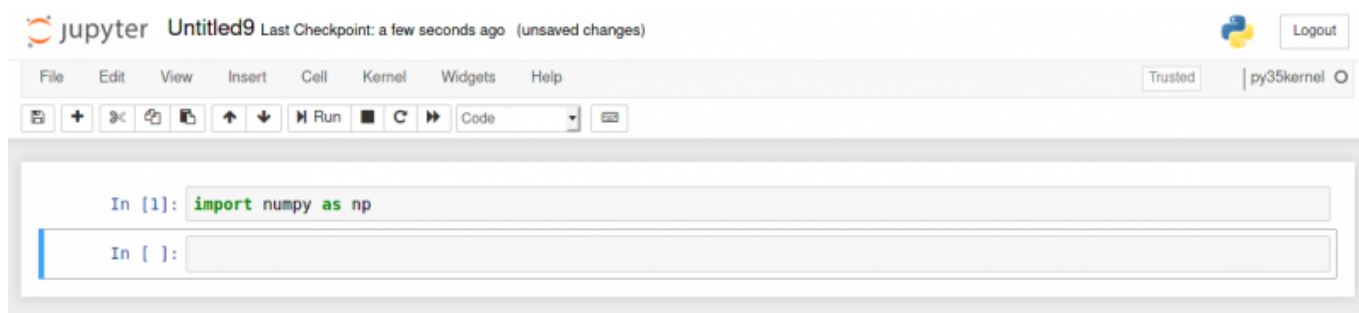 jupyter Untitled9 Last Checkpoint: a few seconds ago (unsaved changes) Logout
File Edit View Insert Cell Kernel Widgets Help Trusted py35kernel
Run Code
In [1]: import numpy as np
In [ ]: